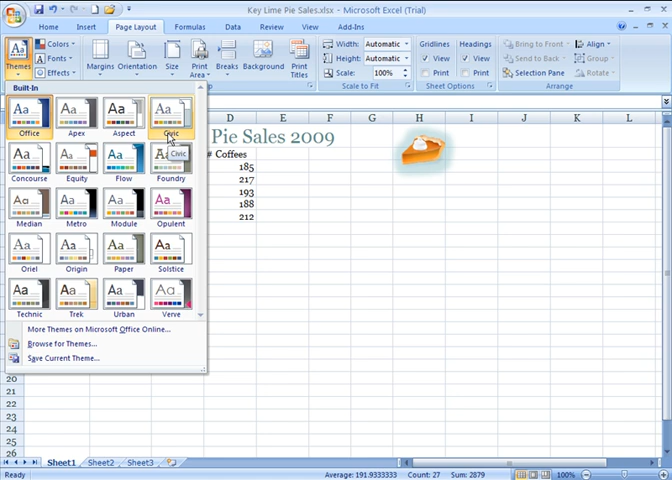 Key Lime Pie Sales.xlsx - Microsoft Excel (Trial)
Home Insert Page Layout Formulas Data Review View Add-Ins
Themes Colors Fonts Effects
Margins Orientation Size Print Area Breaks Background Print Titles
Width: Automatic
Height: Automatic
Scale: 100%
Scale to Fit
Gridlines Headings
View View
Print Print
Sheet Options
Bring to Front Align
Send to Back Group
Selection Pane Rotate
Arrange
Built-In
Office Apex Aspect Civic
Civic
Concourse Equity Flow Foundry
Median Metro Module Opulent
Oriel Origin Paper Solstice
Technic Trek Urban Verve
More Themes on Microsoft Office Online...
Browse for Themes...
Save Current Theme...
D E F G H I J K L
Pie Sales 2009
# Coffees
185
217
193
188
212
20
21
22
23
24
25
26
Sheet1 Sheet2 Sheet3
Ready Average: 191.9333333 Count: 27 Sum: 2879 100%